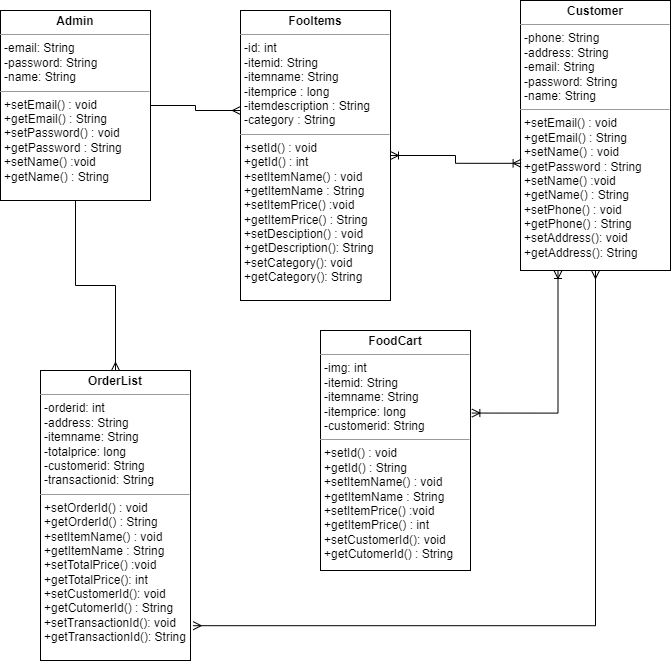 Admin
-email: String
-password: String
-name: String
+setEmail() : void
+getEmail() : String
+setPassword() : void
+getPassword : String
+setName() :void
+getName() : String
FooItems
-id: int
-itemid: String
-itemname: String
-itemprice : long
-itemdescription : String
-category : String
+setId() : void
+getId() : int
+setItemName() : void
+getItemName : String
+setItemPrice() :void
+getItemPrice() : String
+setDesciption() : void
+getDescription(): String
+setCategory(): void
+getCategory(): String
Customer
-phone: String
-address: String
-email: String
-password: String
-name: String
+setEmail() : void
+getEmail() : String
+setName() : void
+getPassword : String
+setName() :void
+getName() : String
+setPhone() : void
+getPhone() : String
+setAddress(): void
+getAddress(): String
FoodCart
-img: int
-itemid: String
-itemname: String
-itemprice: long
-customerid: String
+setId() : void
+getId() : String
+setItemName() : void
+getItemName : String
+setItemPrice() :void
+getItemPrice() : int
+setCustomerId(): void
+getCutomerId() : String
OrderList
-orderid: int
-address: String
-itemname: String
-totalprice: long
-customerid: String
-transactionid: String
+setOrderId() : void
+getOrderId() : String
+setItemName() : void
+getItemName : String
+setTotalPrice() :void
+getTotalPrice(): int
+setCustomerId(): void
+getCutomerId() : String
+setTransactionId(): void
+getTransactionId(): String